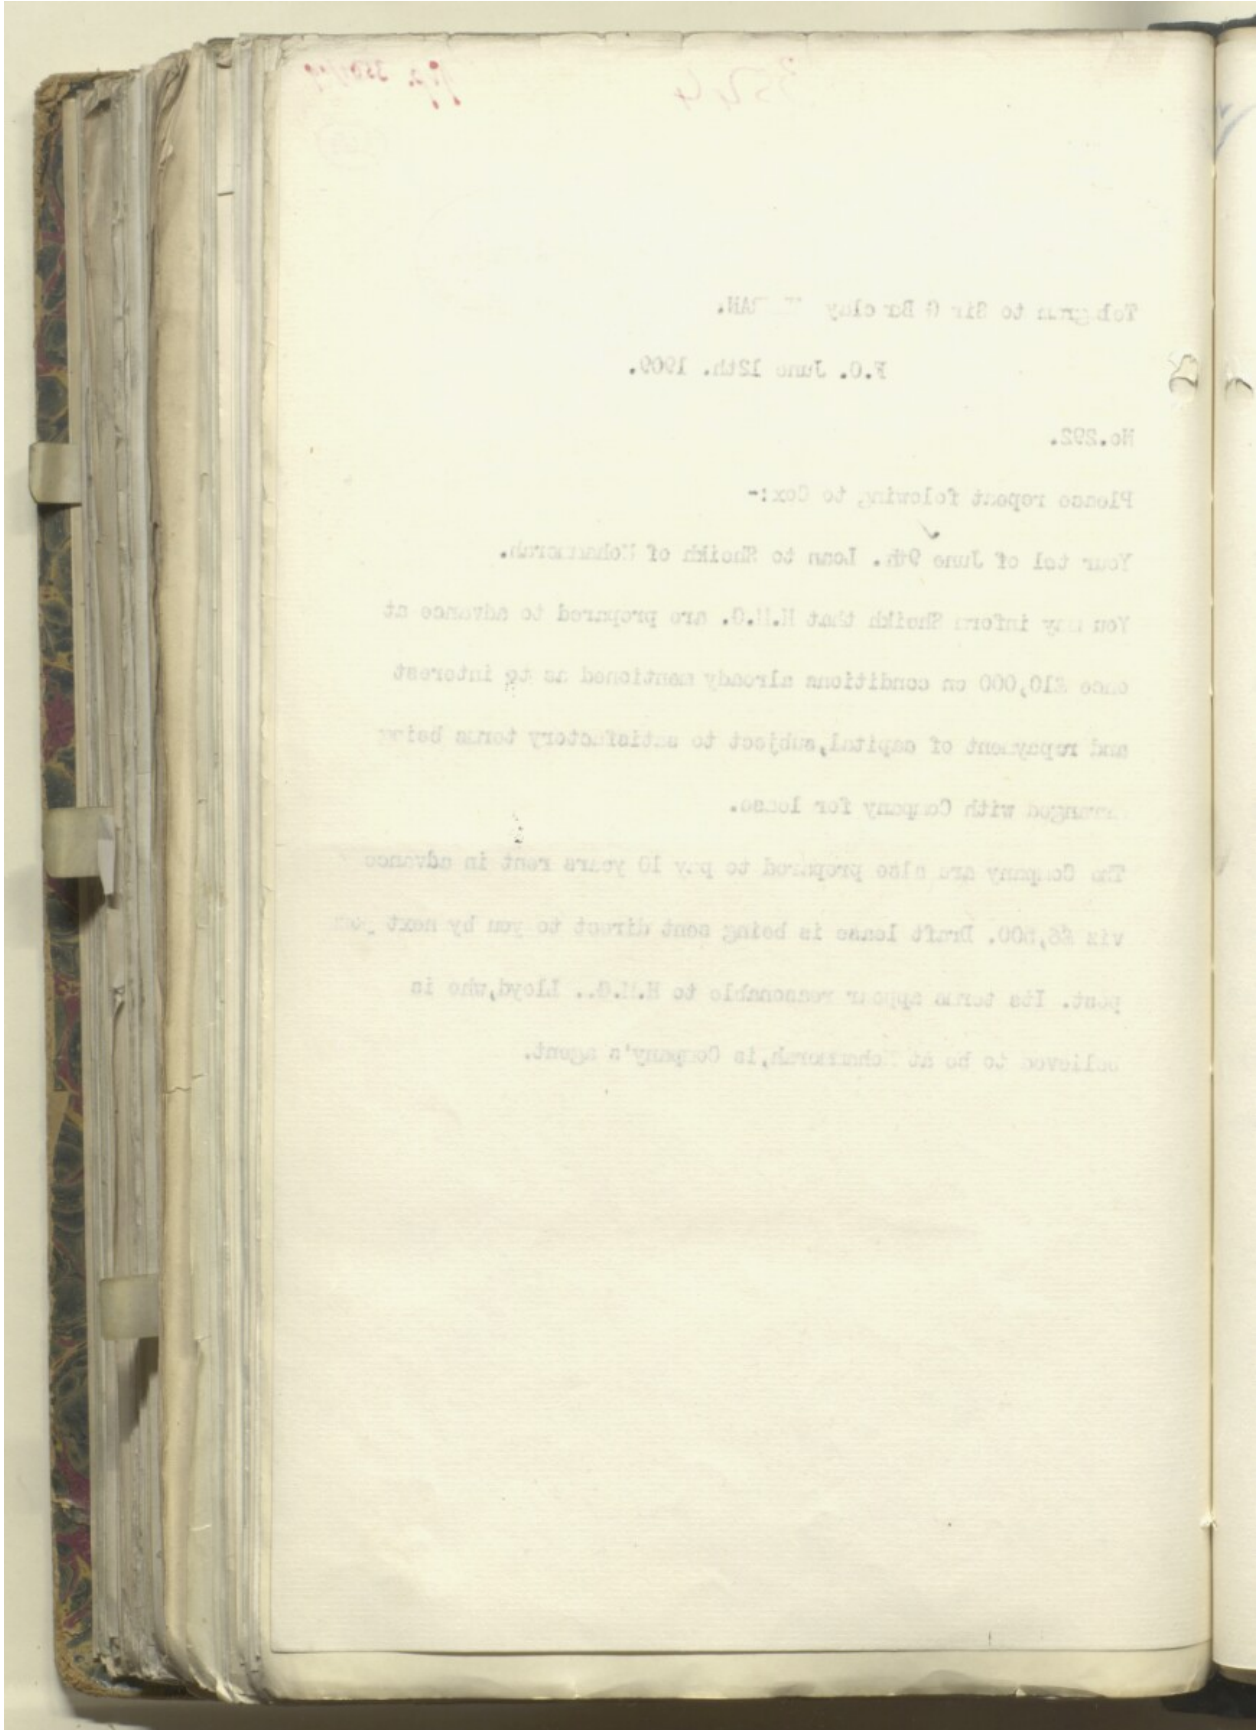 3524
Telegram to Sir G Barclay
F.O. June 12th. 1909.
No.292.
Please repeat following to Cox:-
Your tel of June 9th. Loan to Sheikh of Mohammerah.
You may inform Sheikh that H.M.G. are prepared to advance at
once £10,000 on conditions already mentioned as to interest
and repayment of capital,subject to satisfactory terms being
arranged with Company for lease.
The Company are also prepared to pay 10 years rent in advance
viz £6,500. Draft lease is being sent direct to you by next
post. Its terms appear reasonable to H.M.G.. Lloyd,who is
believed to be at Mohammerah,is Company's agent.